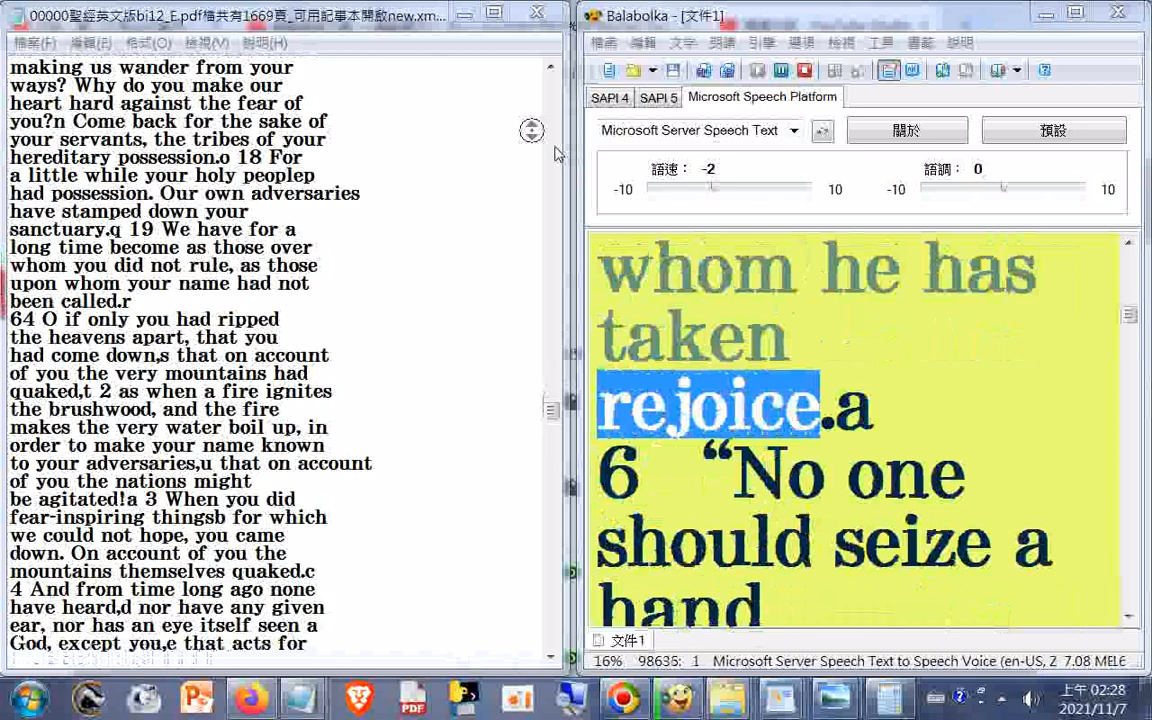 00000聖經英文版bi12_E.pdf檔共有1669頁_可用記事本開啟new.xm...
檔案(F) 編輯(E) 格式(O) 檢視(V) 說明(H)
making us wander from your
ways? Why do you make our
heart hard against the fear of
you?n Come back for the sake of
your servants, the tribes of your
hereditary possession.o 18 For
a little while your holy peoplep
had possession. Our own adversaries
have stamped down your
sanctuary.q 19 We have for a
long time become as those over
whom you did not rule, as those
upon whom your name had not
been called.r
64 O if only you had ripped
the heavens apart, that you
had come down,s that on account
of you the very mountains had
quaked,t 2 as when a fire ignites
the brushwood, and the fire
makes the very water boil up, in
order to make your name known
to your adversaries,u that on account
of you the nations might
be agitated!a 3 When you did
fear-inspiring thingsb for which
we could not hope, you came
down. On account of you the
mountains themselves quaked.c
4 And from time long ago none
have heard,d nor have any given
ear, nor has an eye itself seen a
God, except you,e that acts for
Balabolka - [文件1]
檔案 編輯 文字 朗讀 引擎 選項 檢視 工具 書籤 說明
SAPI 4 SAPI 5 Microsoft Speech Platform
Microsoft Server Speech Text 關於 預設
語速： -2 語調： 0
-10 10 -10 10
whom he has
taken
rejoice.a
6 “No one
should seize a
hand
文件1
16% 98635: 1 Microsoft Server Speech Text to Speech Voice (en-US, Z 7.08 МЕБ
PDF
上午 02:28
2021/11/7